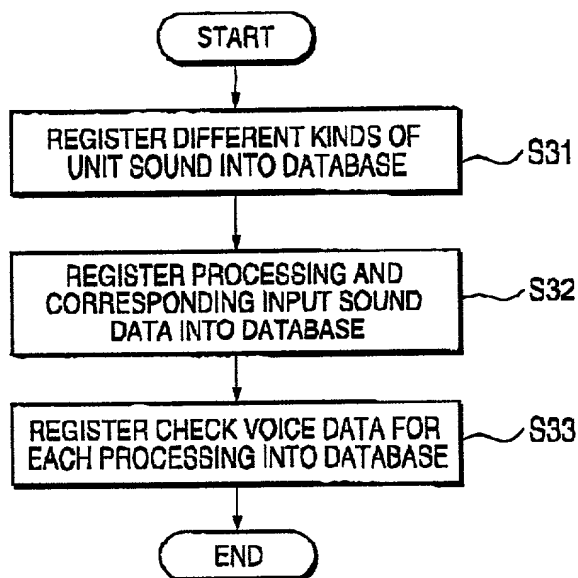 START
REGISTER DIFFERENT KINDS OF
UNIT SOUND INTO DATABASE
S31
REGISTER PROCESSING AND
CORRESPONDING INPUT SOUND
DATA INTO DATABASE
S32
REGISTER CHECK VOICE DATA FOR
EACH PROCESSING INTO DATABASE
S33
END